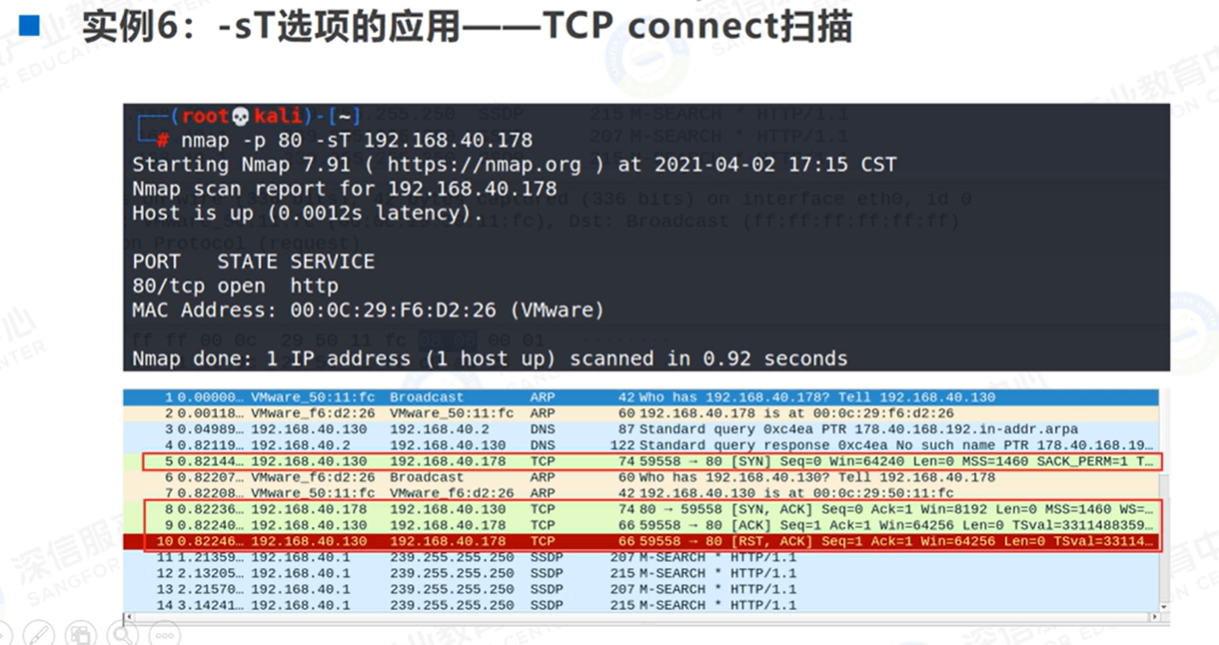 实例6：-sT选项的应用——TCP connect扫描
┌──(root💀kali)-[~]
└─# nmap -p 80 -sT 192.168.40.178
Starting Nmap 7.91 ( https://nmap.org ) at 2021-04-02 17:15 CST
Nmap scan report for 192.168.40.178
Host is up (0.0012s latency).
PORT   STATE SERVICE
80/tcp open  http
MAC Address: 00:0C:29:F6:D2:26 (VMware)
Nmap done: 1 IP address (1 host up) scanned in 0.92 seconds
1 0.00000… VMware_50:11:fc Broadcast ARP 42 Who has 192.168.40.178? Tell 192.168.40.130
2 0.00118… VMware_f6:d2:26 VMware_50:11:fc ARP 60 192.168.40.178 is at 00:0c:29:f6:d2:26
3 0.04989… 192.168.40.130 192.168.40.2 DNS 87 Standard query 0xc4ea PTR 178.40.168.192.in-addr.arpa
4 0.82119… 192.168.40.2 192.168.40.130 DNS 122 Standard query response 0xc4ea No such name PTR 178.40.168.19…
5 0.82144… 192.168.40.130 192.168.40.178 TCP 74 59558 → 80 [SYN] Seq=0 Win=64240 Len=0 MSS=1460 SACK_PERM=1 T…
6 0.82207… VMware_f6:d2:26 Broadcast ARP 60 Who has 192.168.40.130? Tell 192.168.40.178
7 0.82208… VMware_50:11:fc VMware_f6:d2:26 ARP 42 192.168.40.130 is at 00:0c:29:50:11:fc
8 0.82236… 192.168.40.178 192.168.40.130 TCP 74 80 → 59558 [SYN, ACK] Seq=0 Ack=1 Win=8192 Len=0 MSS=1460 WS=…
9 0.82240… 192.168.40.130 192.168.40.178 TCP 66 59558 → 80 [ACK] Seq=1 Ack=1 Win=64256 Len=0 TSval=3311488359…
10 0.82246… 192.168.40.130 192.168.40.178 TCP 66 59558 → 80 [RST, ACK] Seq=1 Ack=1 Win=64256 Len=0 TSval=33114…
11 1.21359… 192.168.40.1 239.255.255.250 SSDP 207 M-SEARCH * HTTP/1.1
12 2.13205… 192.168.40.1 239.255.255.250 SSDP 215 M-SEARCH * HTTP/1.1
13 2.21570… 192.168.40.1 239.255.255.250 SSDP 207 M-SEARCH * HTTP/1.1
14 3.14241… 192.168.40.1 239.255.255.250 SSDP 215 M-SEARCH * HTTP/1.1